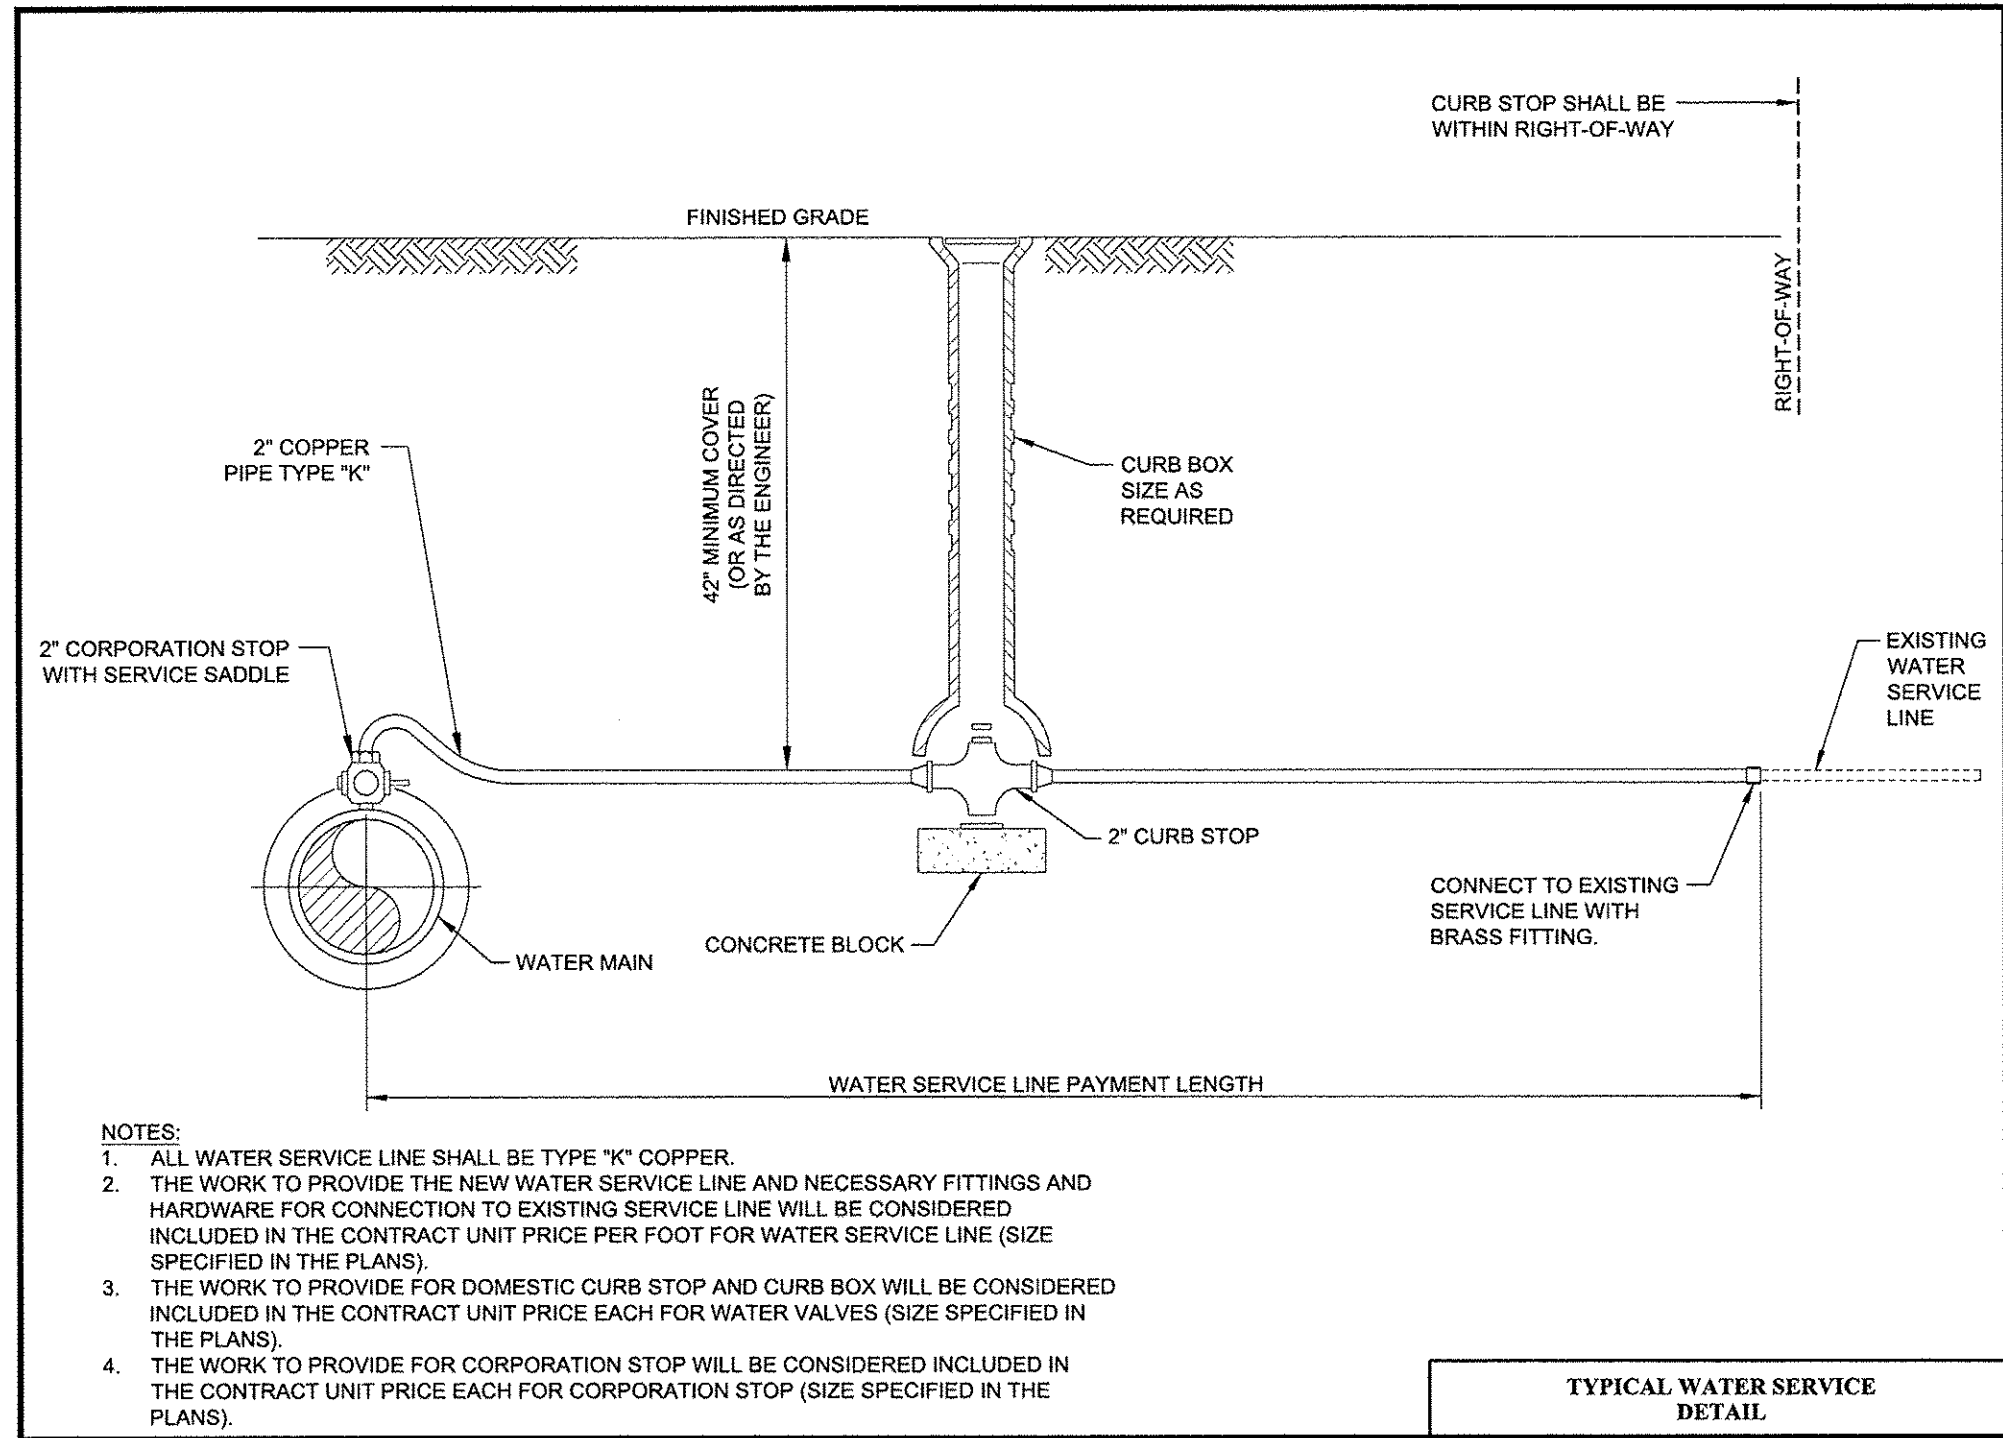 CURB STOP SHALL BE
WITHIN RIGHT-OF-WAY
FINISHED GRADE
RIGHT-OF-WAY
2" COPPER
PIPE TYPE "K"
42" MINIMUM COVER
(OR AS DIRECTED
BY THE ENGINEER)
CURB BOX
SIZE AS
REQUIRED
2" CORPORATION STOP
WITH SERVICE SADDLE
EXISTING
WATER
SERVICE
LINE
2" CURB STOP
CONNECT TO EXISTING
SERVICE LINE WITH
BRASS FITTING.
CONCRETE BLOCK
WATER MAIN
WATER SERVICE LINE PAYMENT LENGTH
NOTES:
1. ALL WATER SERVICE LINE SHALL BE TYPE "K" COPPER.
2. THE WORK TO PROVIDE THE NEW WATER SERVICE LINE AND NECESSARY FITTINGS AND
HARDWARE FOR CONNECTION TO EXISTING SERVICE LINE WILL BE CONSIDERED
INCLUDED IN THE CONTRACT UNIT PRICE PER FOOT FOR WATER SERVICE LINE (SIZE
SPECIFIED IN THE PLANS).
3. THE WORK TO PROVIDE FOR DOMESTIC CURB STOP AND CURB BOX WILL BE CONSIDERED
INCLUDED IN THE CONTRACT UNIT PRICE EACH FOR WATER VALVES (SIZE SPECIFIED IN
THE PLANS).
4. THE WORK TO PROVIDE FOR CORPORATION STOP WILL BE CONSIDERED INCLUDED IN
THE CONTRACT UNIT PRICE EACH FOR CORPORATION STOP (SIZE SPECIFIED IN THE
PLANS).
TYPICAL WATER SERVICE
DETAIL